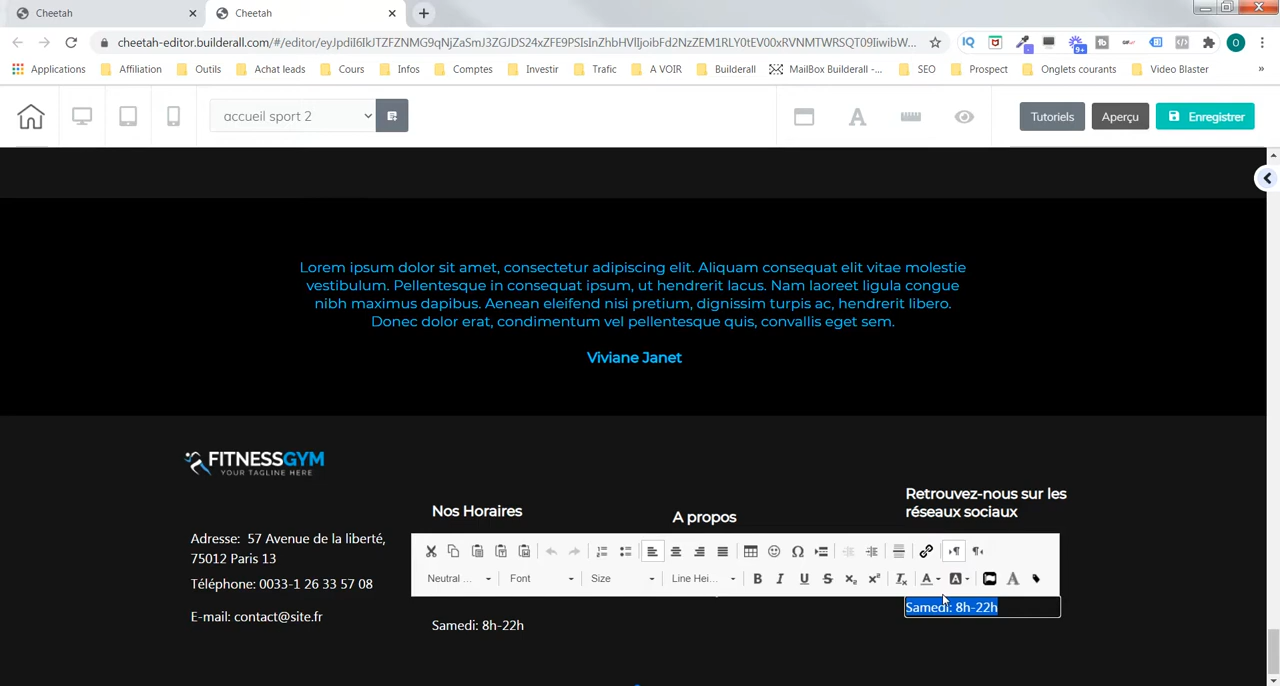 Cheetah
Cheetah
cheetah-editor.builderall.com/#/editor/
Applications
Affiliation
Outils
Achat leads
Cours
Infos
Comptes
Investir
Trafic
A VOIR
Builderall
MailBox Builderall -...
SEO
Prospect
Onglets courants
Video Blaster
accueil sport 2
Tutoriels
Aperçu
Enregistrer
Lorem ipsum dolor sit amet, consectetur adipiscing elit. Aliquam consequat elit vitae molestie
vestibulum. Pellentesque in consequat ipsum, ut hendrerit lacus. Nam laoreet ligula congue
nibh maximus dapibus. Aenean eleifend nisi pretium, dignissim turpis ac, hendrerit libero.
Donec dolor erat, condimentum vel pellentesque quis, convallis eget sem.
Viviane Janet
FITNESSGYM
YOUR TAGLINE HERE
Adresse: 57 Avenue de la liberté,
75012 Paris 13
Téléphone: 0033-1 26 33 57 08
E-mail: contact@site.fr
Nos Horaires
Samedi: 8h-22h
A propos
Retrouvez-nous sur les
réseaux sociaux
Neutral ...
Font
Size
Line Hei...
Samedi: 8h-22h